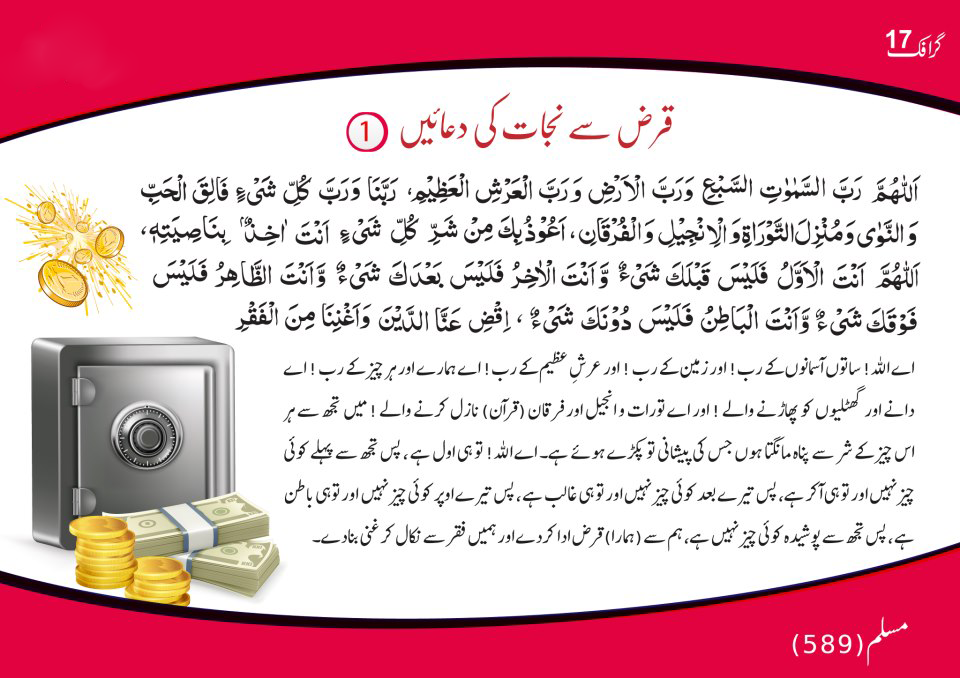 گرافک 17
قرض سے نجات کی دعائیں 1
اَللّٰهُمَّ رَبَّ السَّمٰوٰتِ السَّبْعِ وَرَبَّ الْاَرْضِ وَرَبَّ الْعَرْشِ الْعَظِيْمِ، رَبَّنَا وَرَبَّ كُلِّ شَىْءٍ فَالِقَ الْحَبِّ
وَالنَّوٰى وَمُنْزِلَ التَّوْرَاةِ وَالْاِنْجِيْلِ وَالْفُرْقَانِ، اَعُوْذُ بِكَ مِنْ شَرِّ كُلِّ شَىْءٍ اَنْتَ اٰخِذٌۢ بِنَاصِيَتِهٖ،
اَللّٰهُمَّ اَنْتَ الْاَوَّلُ فَلَيْسَ قَبْلَكَ شَىْءٌ وَّاَنْتَ الْاٰخِرُ فَلَيْسَ بَعْدَكَ شَىْءٌ وَّاَنْتَ الظَّاهِرُ فَلَيْسَ
فَوْقَكَ شَىْءٌ وَّاَنْتَ الْبَاطِنُ فَلَيْسَ دُوْنَكَ شَىْءٌ ، اِقْضِ عَنَّا الدَّيْنَ وَاَغْنِنَا مِنَ الْفَقْرِ
اے اللہ! ساتوں آسمانوں کے رب! اور زمین کے رب! اور عرشِ عظیم کے رب! اے ہمارے اور ہر چیز کے رب! اے
دانے اور گھٹلیوں کو پھاڑنے والے! اور اے تورات و انجیل اور فرقان (قرآن) نازل کرنے والے! میں تجھ سے ہر
اس چیز کے شر سے پناہ مانگتا ہوں جس کی پیشانی تو پکڑے ہوئے ہے۔ اے اللہ! تو ہی اول ہے، پس تجھ سے پہلے کوئی
چیز نہیں اور تو ہی آکر ہے، پس تیرے بعد کوئی چیز نہیں اور تو ہی غالب ہے، پس تیرے اوپر کوئی چیز نہیں اور تو ہی باطن
ہے، پس تجھ سے پوشیدہ کوئی چیز نہیں ہے، ہم سے (ہمارا) قرض ادا کر دے اور ہمیں فقر سے نکال کر غنی بنا دے۔
مسلم (589)